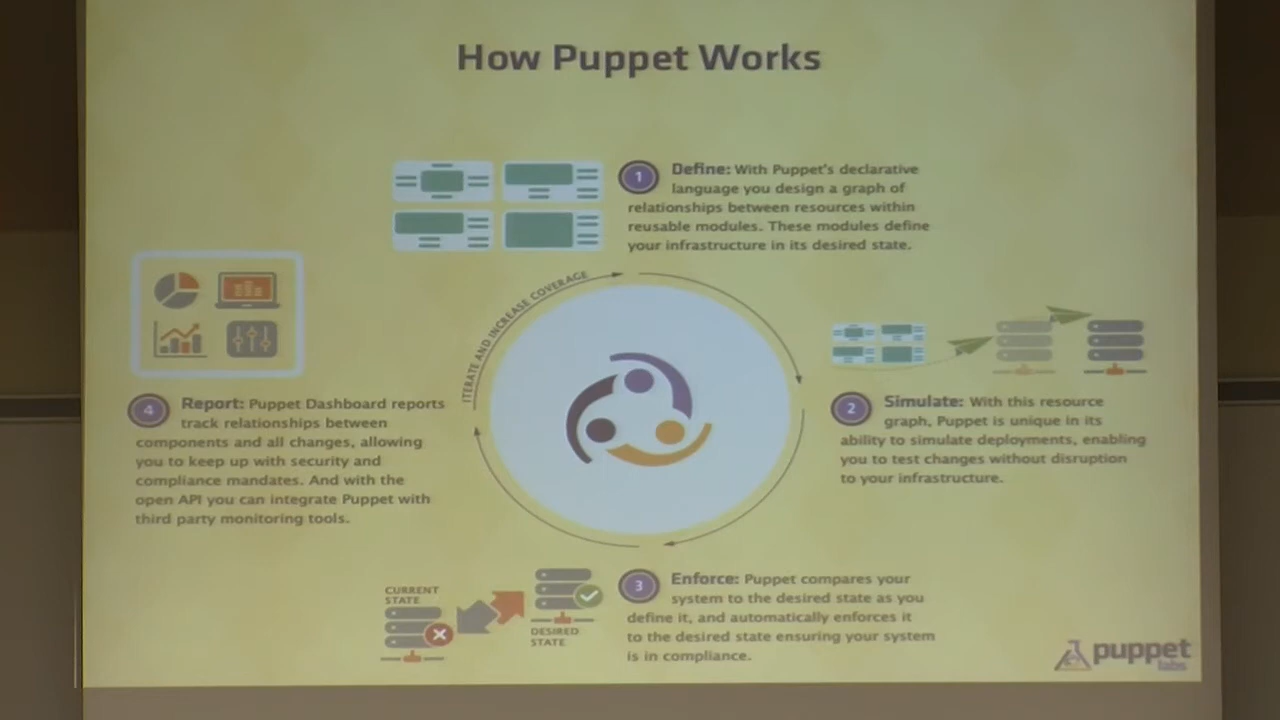 How Puppet Works
1
Define: With Puppet's declarative
language you design a graph of
relationships between resources within
reusable modules. These modules define
your infrastructure in its desired state.
ITERATE AND INCREASE COVERAGE
2
Simulate: With this resource
graph, Puppet is unique in its
ability to simulate deployments, enabling
you to test changes without disruption
to your infrastructure.
3
Enforce: Puppet compares your
system to the desired state as you
define it, and automatically enforces it
to the desired state ensuring your system
is in compliance.
CURRENT
STATE
DESIRED
STATE
4
Report: Puppet Dashboard reports
track relationships between
components and all changes, allowing
you to keep up with security and
compliance mandates. And with the
open API you can integrate Puppet with
third party monitoring tools.
puppet
labs